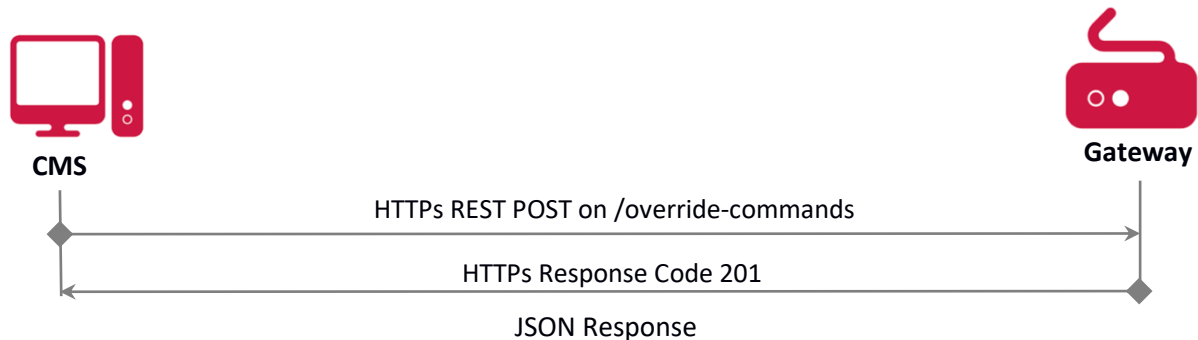 CMS
Gateway
HTTPs REST POST on /override-commands
HTTPs Response Code 201
JSON Response